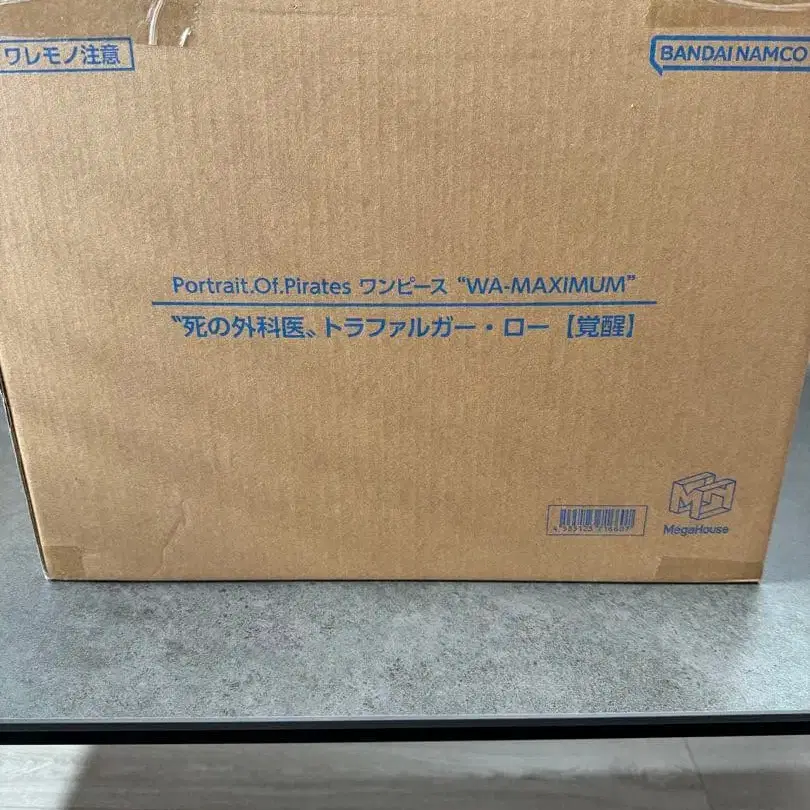 ワレモノ注意
BANDAI NAMCO
Portrait.Of.Pirates ワンピース “WA-MAXIMUM”
〝死の外科医〟トラファルガー・ロー【覚醒】
MegaHouse